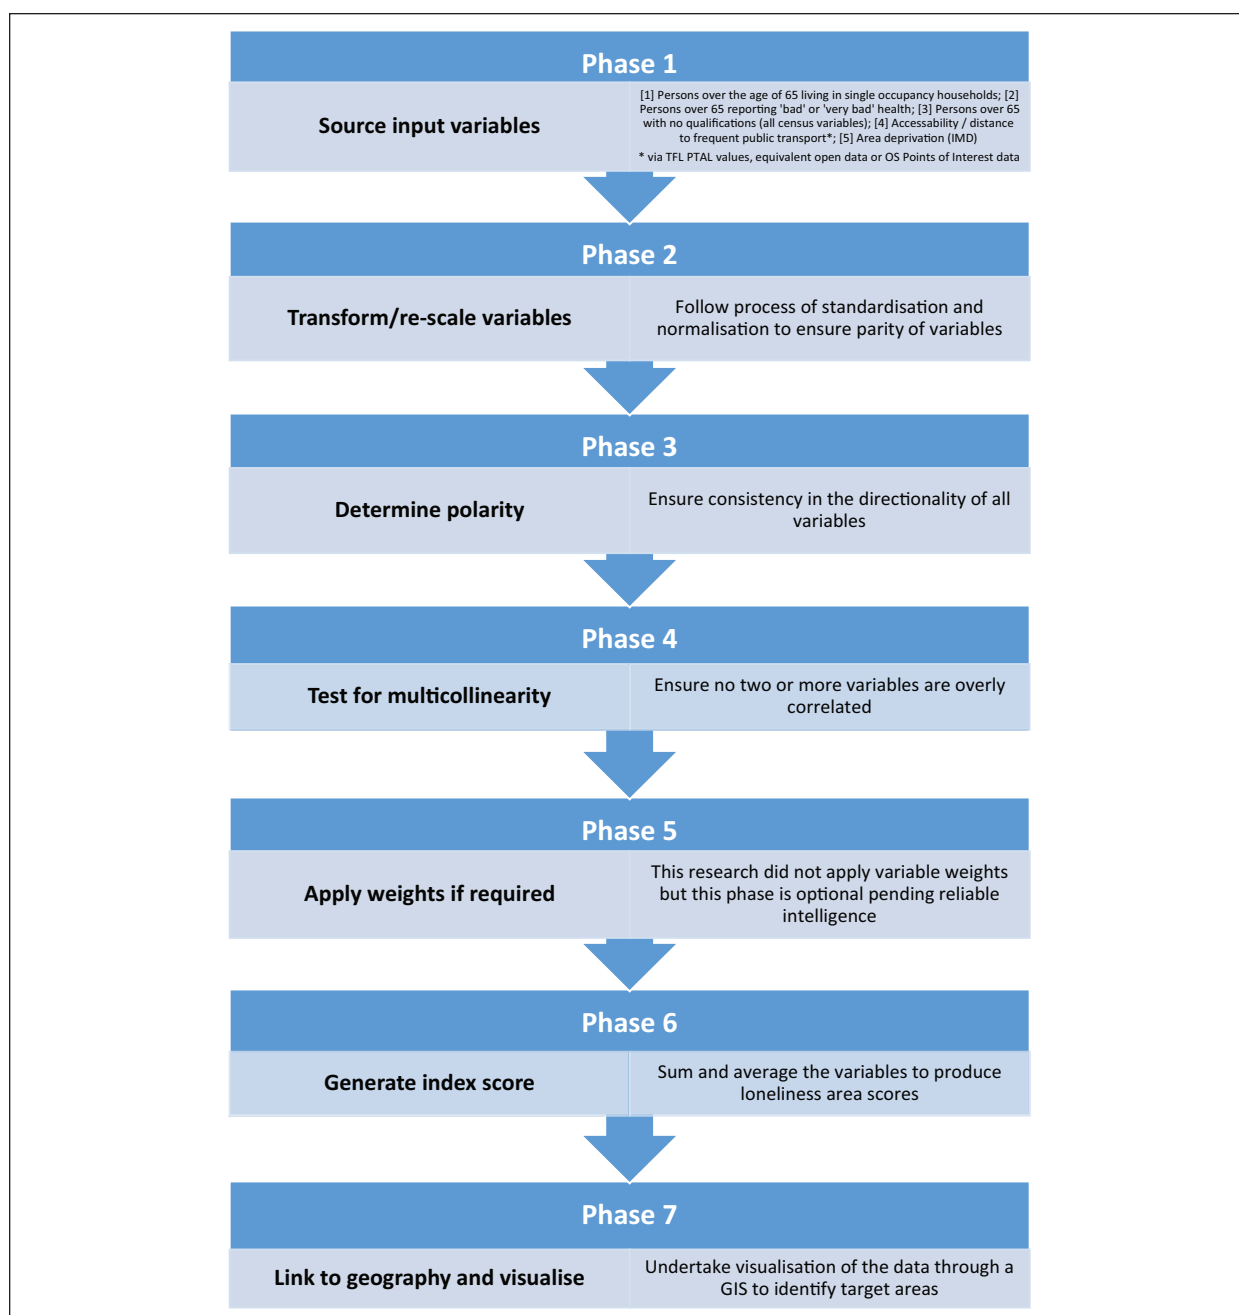 Phase 1
Source input variables
[1] Persons over the age of 65 living in single occupancy households; [2]
Persons over 65 reporting 'bad' or 'very bad' health; [3] Persons over 65
with no qualifications (all census variables); [4] Accessability / distance
to frequent public transport*; [5] Area deprivation (IMD)
* via TFL PTAL values, equivalent open data or OS Points of Interest data
Phase 2
Transform/re-scale variables
Follow process of standardisation and
normalisation to ensure parity of variables
Phase 3
Determine polarity
Ensure consistency in the directionality of all
variables
Phase 4
Test for multicollinearity
Ensure no two or more variables are overly
correlated
Phase 5
Apply weights if required
This research did not apply variable weights
but this phase is optional pending reliable
intelligence
Phase 6
Generate index score
Sum and average the variables to produce
loneliness area scores
Phase 7
Link to geography and visualise
Undertake visualisation of the data through a
GIS to identify target areas